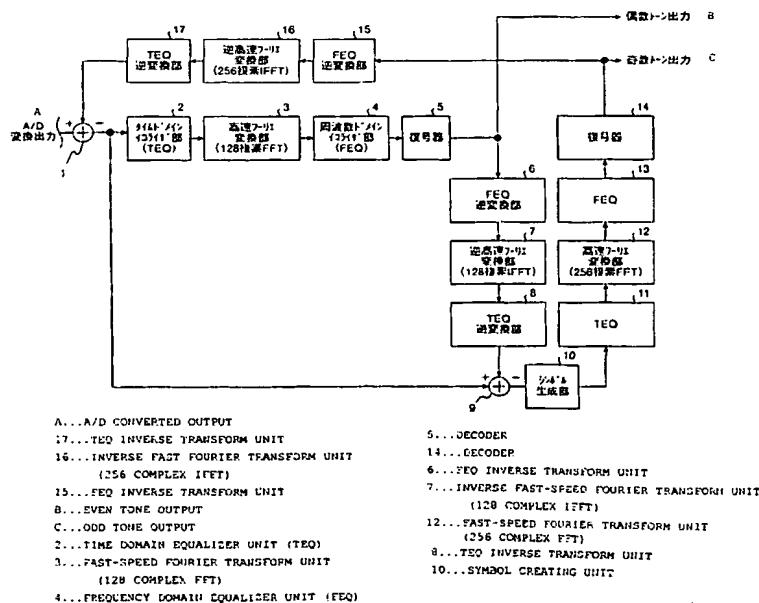 17
16
15
TEQ
逆変換部
逆高速フーリエ
変換部
(256複素IFFT)
FEQ
逆変換部
偶数トーン出力 B
奇数トーン出力 C
A
A/D
変換出力
+
−
1
2
タイムドメイン
イコライザ部
(TEQ)
3
高速フーリエ
変換部
(128複素FFT)
4
周波数ドメイン
イコライザ部
(FEQ)
5
復号器
14
復号器
6
FEQ
逆変換部
13
FEQ
7
逆高速フーリエ
変換部
(128複素IFFT)
12
高速フーリエ
変換部
(256複素FFT)
8
TEQ
逆変換部
11
TEQ
+
−
9
10
シンボル
生成部
A...A/D CONVERTED OUTPUT
17...TEQ INVERSE TRANSFORM UNIT
16...INVERSE FAST FOURIER TRANSFORM UNIT
(256 COMPLEX IFFT)
15...FEQ INVERSE TRANSFORM UNIT
B...EVEN TONE OUTPUT
C...ODD TONE OUTPUT
2...TIME DOMAIN EQUALIZER UNIT (TEQ)
3...FAST-SPEED FOURIER TRANSFORM UNIT
(128 COMPLEX FFT)
4...FREQUENCY DOMAIN EQUALIZER UNIT (FEQ)
5...DECODER
14...DECODER
6...FEQ INVERSE TRANSFORM UNIT
7...INVERSE FAST-SPEED FOURIER TRANSFORM UNIT
(128 COMPLEX IFFT)
12...FAST-SPEED FOURIER TRANSFORM UNIT
(256 COMPLEX FFT)
8...TEQ INVERSE TRANSFORM UNIT
10...SYMBOL CREATING UNIT